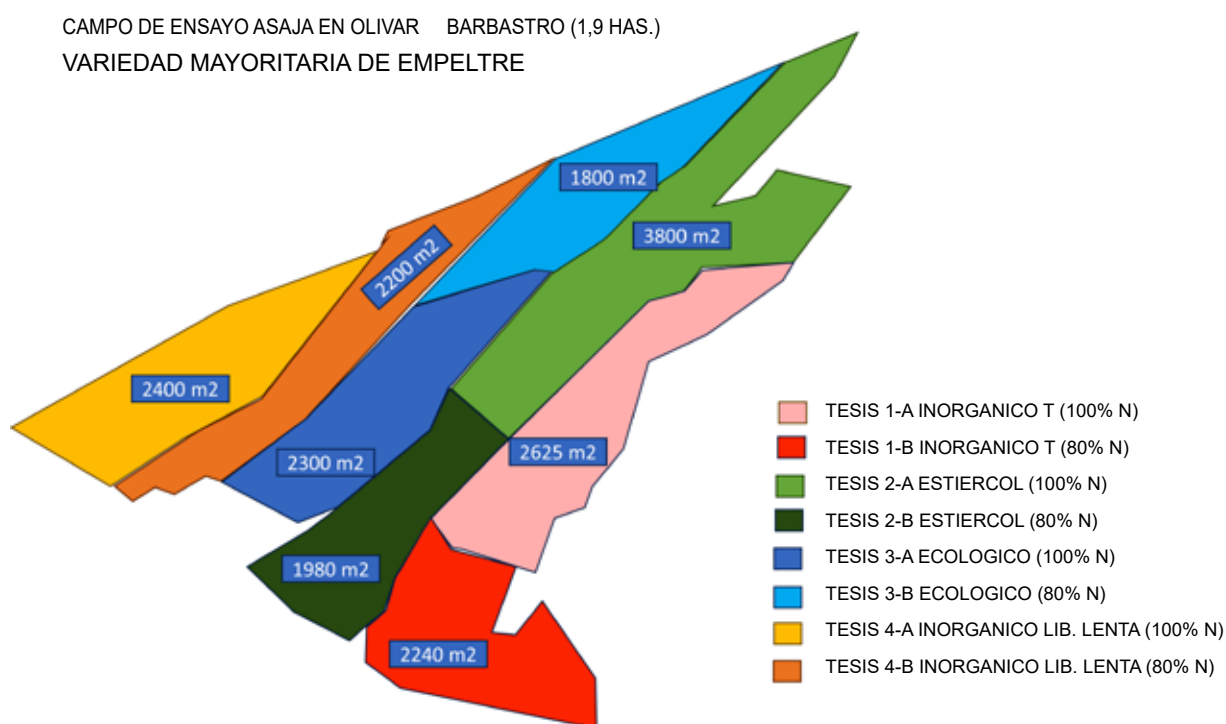 CAMPO DE ENSAYO ASAJA EN OLIVAR BARBASTRO (1,9 HAS.)
VARIEDAD MAYORITARIA DE EMPELTRE
1800 m2
3800 m2
2200 m2
2400 m2
2300 m2
2625 m2
1980 m2
2240 m2
TESIS 1-A INORGANICO T (100% N)
TESIS 1-B INORGANICO T (80% N)
TESIS 2-A ESTIERCOL (100% N)
TESIS 2-B ESTIERCOL (80% N)
TESIS 3-A ECOLOGICO (100% N)
TESIS 3-B ECOLOGICO (80% N)
TESIS 4-A INORGANICO LIB. LENTA (100% N)
TESIS 4-B INORGANICO LIB. LENTA (80% N)